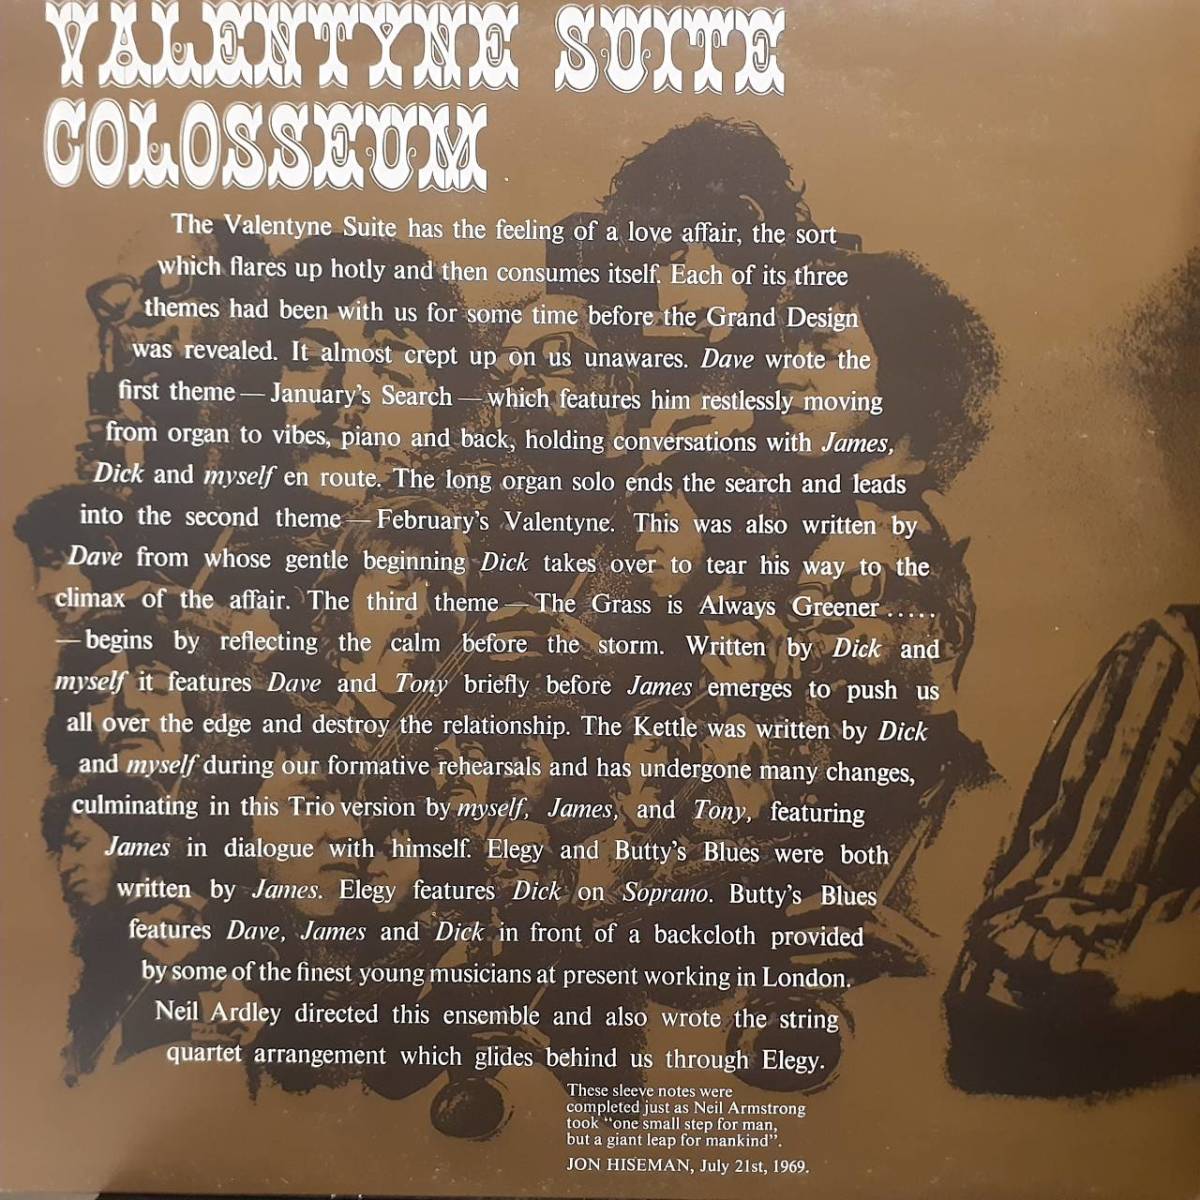 VALENTYNE SUITE
COLOSSEUM
The Valentyne Suite has the feeling of a love affair, the sort
which flares up hotly and then consumes itself. Each of its three
themes had been with us for some time before the Grand Design
was revealed. It almost crept up on us unawares. Dave wrote the
first theme — January's Search — which features him restlessly moving
from organ to vibes, piano and back, holding conversations with James,
Dick and myself en route. The long organ solo ends the search and leads
into the second theme — February's Valentyne. This was also written by
Dave from whose gentle beginning Dick takes over to tear his way to the
climax of the affair. The third theme — The Grass is Always Greener .....
— begins by reflecting the calm before the storm. Written by Dick and
myself it features Dave and Tony briefly before James emerges to push us
all over the edge and destroy the relationship. The Kettle was written by Dick
and myself during our formative rehearsals and has undergone many changes,
culminating in this Trio version by myself, James, and Tony, featuring
James in dialogue with himself. Elegy and Butty's Blues were both
written by James. Elegy features Dick on Soprano. Butty's Blues
features Dave, James and Dick in front of a backcloth provided
by some of the finest young musicians at present working in London.
Neil Ardley directed this ensemble and also wrote the string
quartet arrangement which glides behind us through Elegy.
These sleeve notes were
completed just as Neil Armstrong
took "one small step for man,
but a giant leap for mankind".
JON HISEMAN, July 21st, 1969.